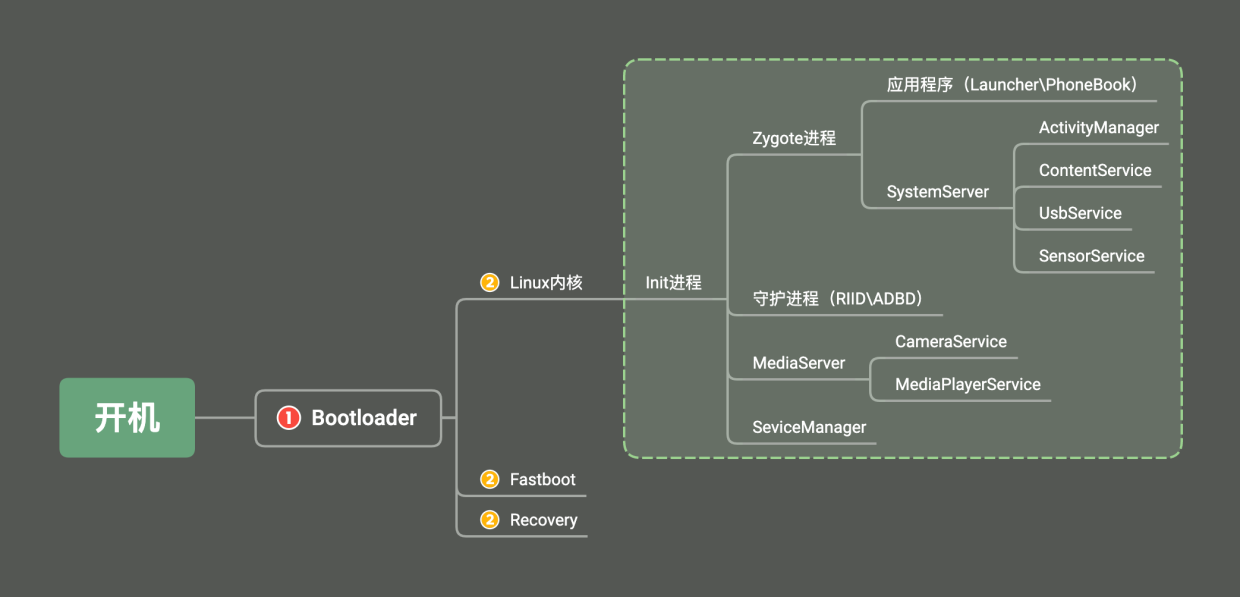 开机
1 Bootloader
2 Linux内核
Init进程
Zygote进程
应用程序（Launcher\PhoneBook）
SystemServer
ActivityManager
ContentService
UsbService
SensorService
守护进程（RIID\ADBD）
MediaServer
CameraService
MediaPlayerService
SeviceManager
2 Fastboot
2 Recovery